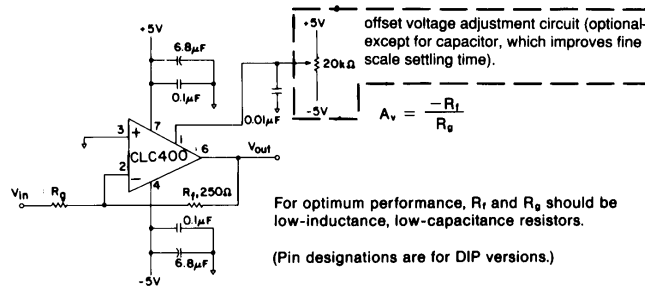 +5V
+5V
offset voltage adjustment circuit (optional-
except for capacitor, which improves fine
scale settling time).
6.8µF
20kΩ
0.1µF
0.01µF
-5V
Av = -Rf
Rg
3
+
7
1
CLC400
6
Vout
2
-
4
Vin
Rg
Rf, 250Ω
0.1µF
6.8µF
-5V
For optimum performance, Rf and Rg should be
low-inductance, low-capacitance resistors.
(Pin designations are for DIP versions.)